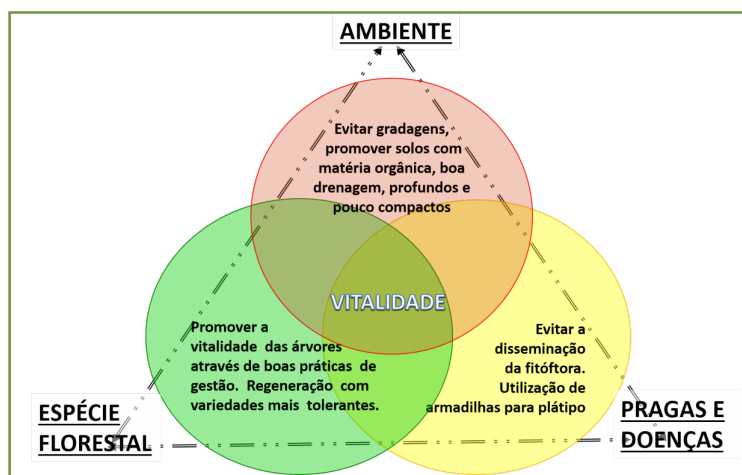 AMBIENTE
Evitar gradagens,
promover solos com
matéria orgânica, boa
drenagem, profundos e
pouco compactos
VITALIDADE
Promover a
vitalidade das árvores
através de boas práticas de
gestão. Regeneração com
variedades mais tolerantes.
Evitar a
disseminação
da fitóftora.
Utilização de
armadilhas para plátipo
ESPÉCIE
FLORESTAL
PRAGAS E
DOENÇAS